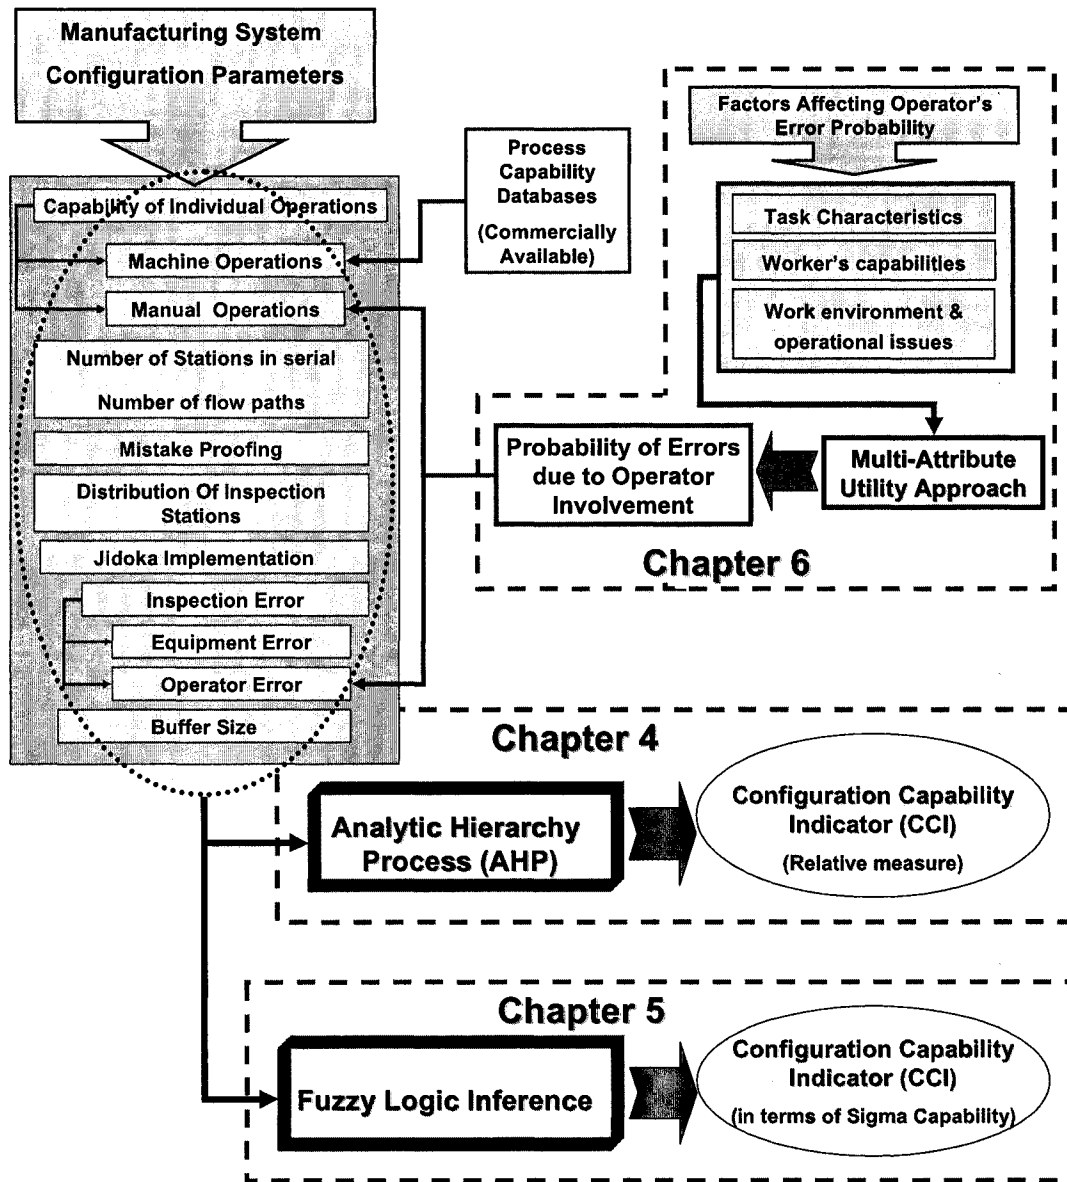 Manufacturing System
Configuration Parameters
Capability of Individual Operations
Machine Operations
Manual Operations
Number of Stations in serial
Number of flow paths
Mistake Proofing
Distribution Of Inspection
Stations
Jidoka Implementation
Inspection Error
Equipment Error
Operator Error
Buffer Size
Process
Capability
Databases
(Commercially
Available)
Factors Affecting Operator's
Error Probability
Task Characteristics
Worker's capabilities
Work environment &
operational issues
Multi-Attribute
Utility Approach
Probability of Errors
due to Operator
Involvement
Chapter 6
Chapter 4
Analytic Hierarchy
Process (AHP)
Configuration Capability
Indicator (CCI)
(Relative measure)
Chapter 5
Fuzzy Logic Inference
Configuration Capability
Indicator (CCI)
(in terms of Sigma Capability)